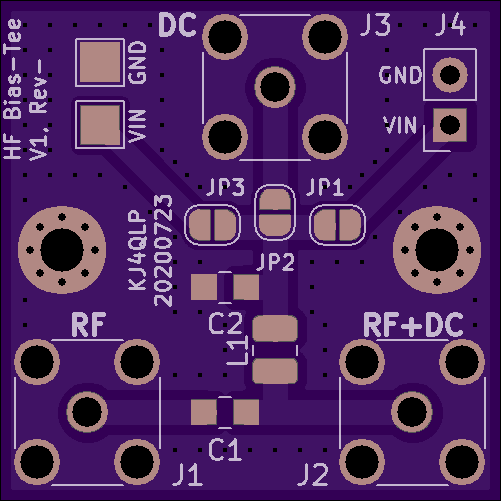 HF Bias-Tee
V1, Rev-
GND
VIN
DC
J3
J4
GND
VIN
JP3
JP1
JP2
KJ4QLP
20200723
C2
L1
RF
RF+DC
C1
J1
J2